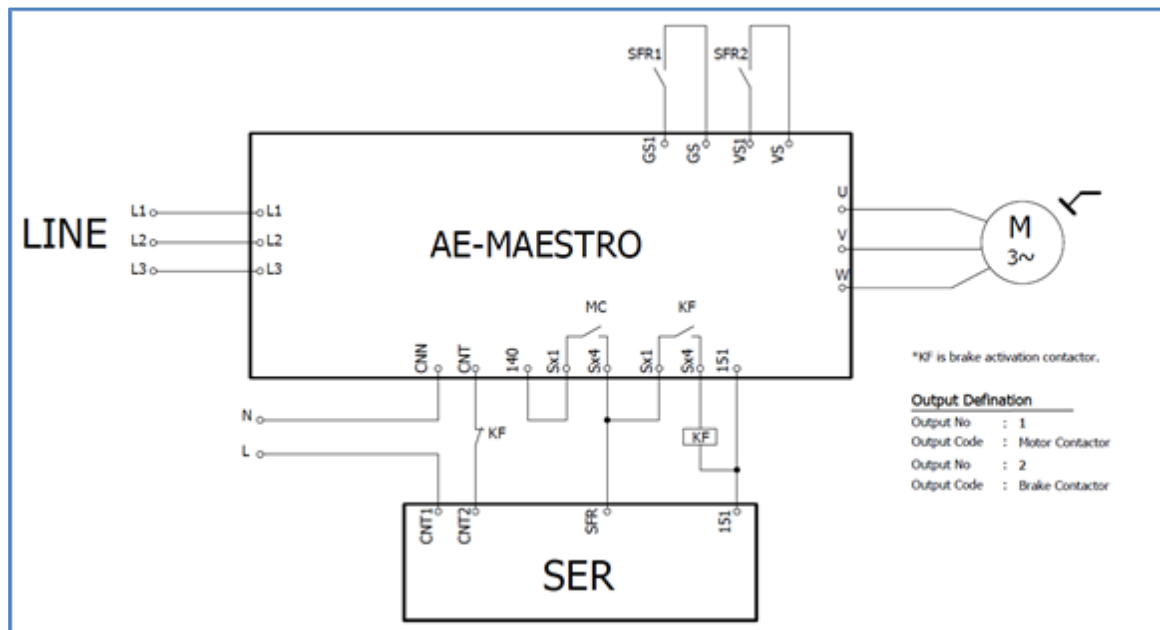 SFR1
SFR2
GS1
GS
VS1
VS
LINE
L1
L1
L2
L2
L3
L3
AE-MAESTRO
U
V
W
M
3~
MC
KF
CNN
CNT
140
Sx1
Sx4
Sx1
Sx4
151
*KF is brake activation contactor.
Output Defination
Output No : 1
Output Code : Motor Contactor
Output No : 2
Output Code : Brake Contactor
N
L
KF
KF
CNT1
CNT2
SFR
151
SER